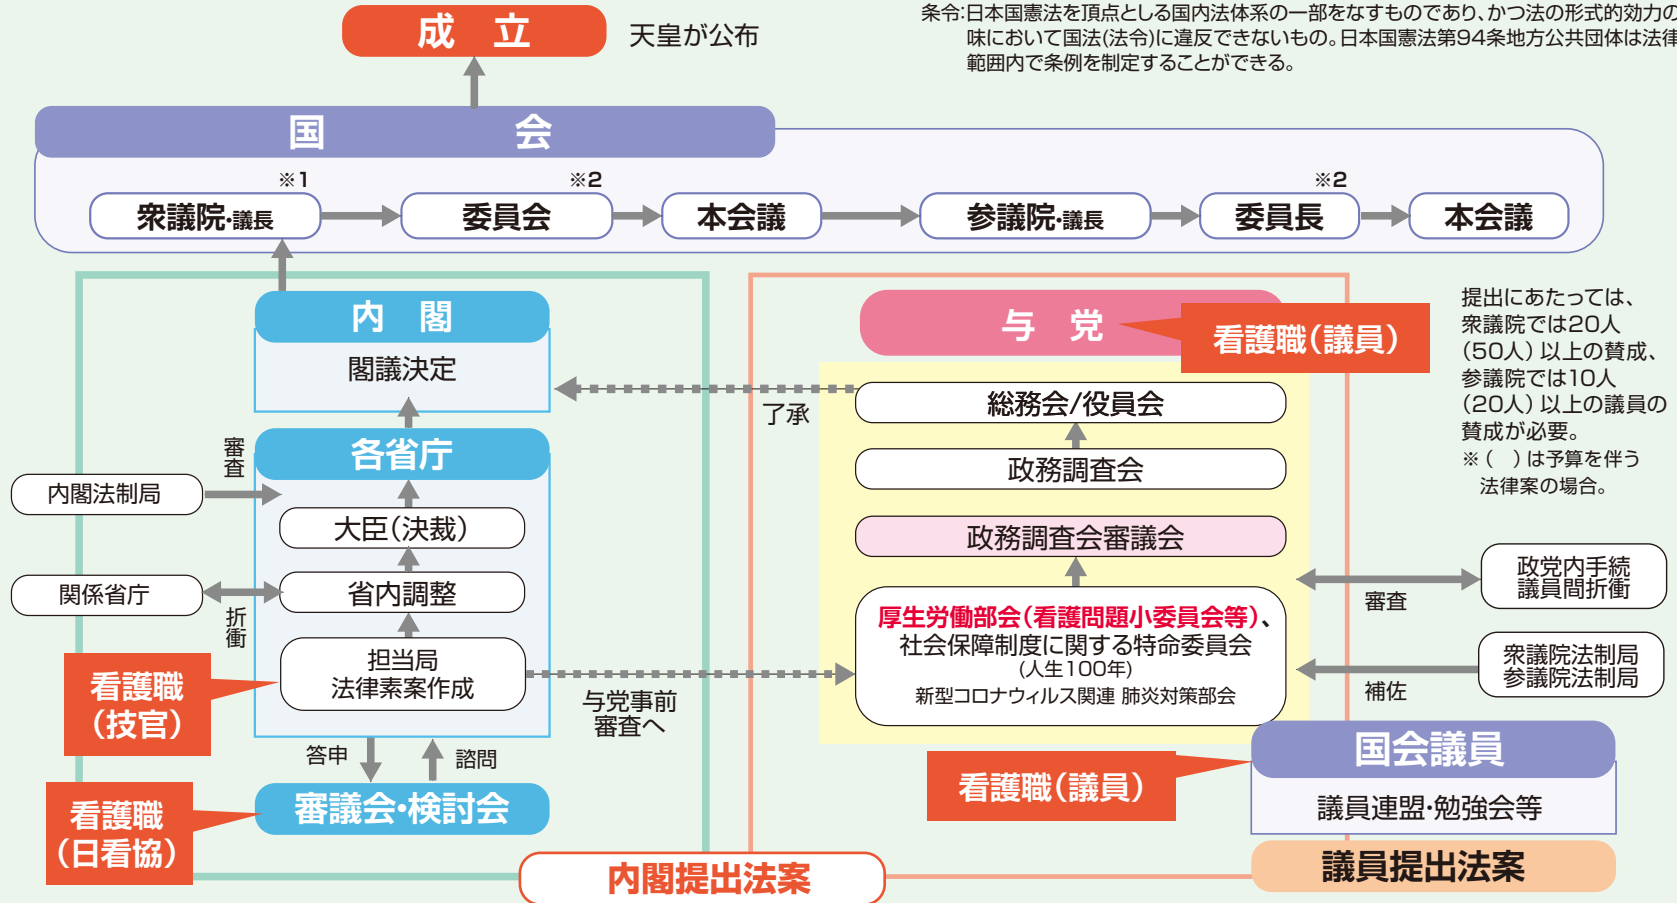 成 立
天皇が公布
条令:日本国憲法を頂点としる国内法体系の一部をなすものであり、かつ法の形式的効力の
味において国法(法令)に違反できないもの。日本国憲法第94条地方公共団体は法律
範囲内で条例を制定することができる。
国 会
※1
※2
※2
衆議院・議長
委員会
本会議
参議院・議長
委員長
本会議
内 閣
閣議決定
各省庁
審査
内閣法制局
大臣(決裁)
関係省庁
折衝
省内調整
担当局
法律素案作成
看護職
(技官)
答申
諮問
審議会・検討会
看護職
(日看協)
了承
与党事前
審査へ
与 党
看護職(議員)
総務会/役員会
政務調査会
政務調査会審議会
厚生労働部会(看護問題小委員会等)、
社会保障制度に関する特命委員会
(人生100年)
新型コロナウィルス関連 肺炎対策部会
提出にあたっては、
衆議院では20人
(50人)以上の賛成、
参議院では10人
(20人)以上の議員の
賛成が必要。
※( )は予算を伴う
法律案の場合。
審査
政党内手続
議員間折衝
補佐
衆議院法制局
参議院法制局
看護職(議員)
国会議員
議員連盟・勉強会等
内閣提出法案
議員提出法案